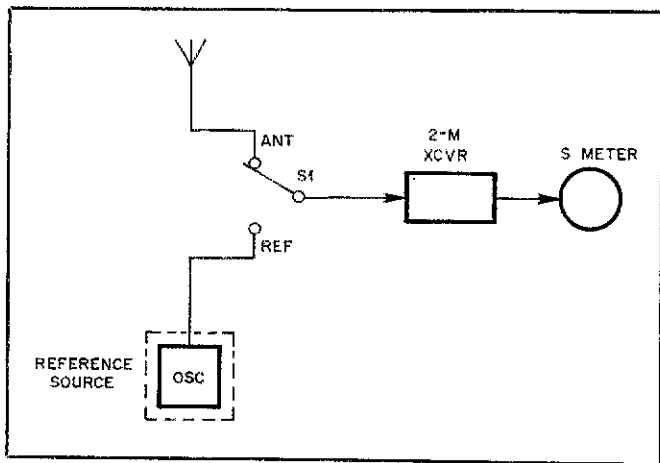 ANT
2-M
XCVR
S METER
S1
REF
REFERENCE
SOURCE
OSC